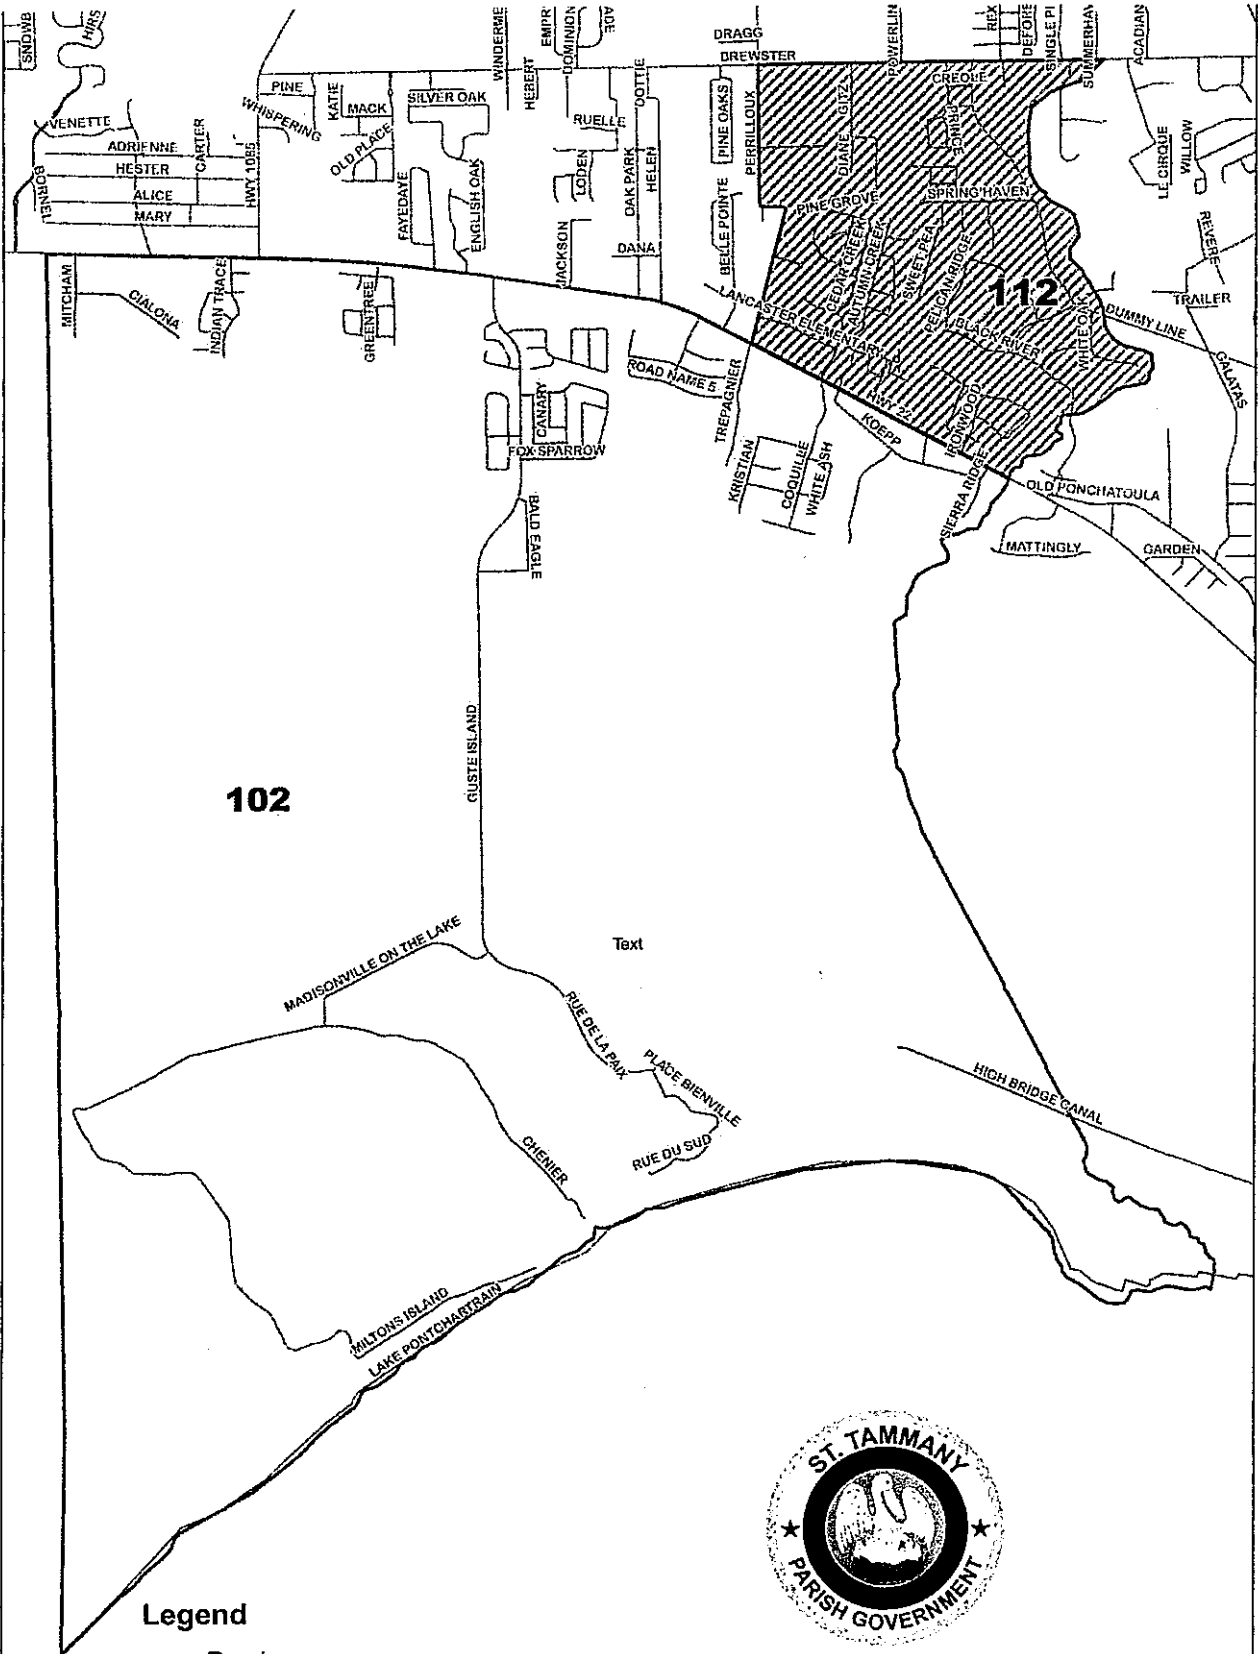 SNOWB
HIRS
WINDERME
EMPR
DOMINION
ADE
DRAGG
BREWSTER
POWERLIN
REX
DEFORE
SINGLE PI
SUMMERHAV
ACADIAN
PINE
WHISPERING
KATIE
MACK
OLD PLACE
SILVER OAK
HEBERT
RUELLE
DOTTIE
PINE OAKS
PERRILLOUX
DIANE
GITZ
CREOLE
PRINCE
VENETTE
ADRIENNE
CARTER
HESTER
ALICE
MARY
BORNEL
HWY 1085
FAYEDAYE
ENGLISH OAK
LODEN
OAK PARK
HELEN
LE CIRQUE
WILLOW
PINE GROVE
SPRING HAVEN
JACKSON
DANA
BELLE POINTE
CEDAR CREEK
AUTUMN CREEK
SWEET PEA
PELICAN RIDGE
REVERE
MITCHAM
CIALONA
INDIAN TRACE
GREENTREE
LANCASTER ELEMENTARY
112
BLACK RIVER
WHITE OAK
DUMMY LINE
TRAILER
GALATAS
ROAD NAME 5
TREPAGNIER
HWY 22
KOEPP
IRONWOOD
CANARY
FOX SPARROW
KRISTIAN
COQUILLE
WHITE ASH
SIERRA RIDGE
OLD PONCHATOULA
BALD EAGLE
MATTINGLY
GARDEN
GUSTE ISLAND
102
MADISONVILLE ON THE LAKE
Text
RUE DE LA PAIX
PLACE BIENVILLE
HIGH BRIDGE CANAL
CHENIER
RUE DU SUD
MILTONS ISLAND
LAKE PONTCHARTRAIN
ST. TAMMANY
PARISH GOVERNMENT
Legend